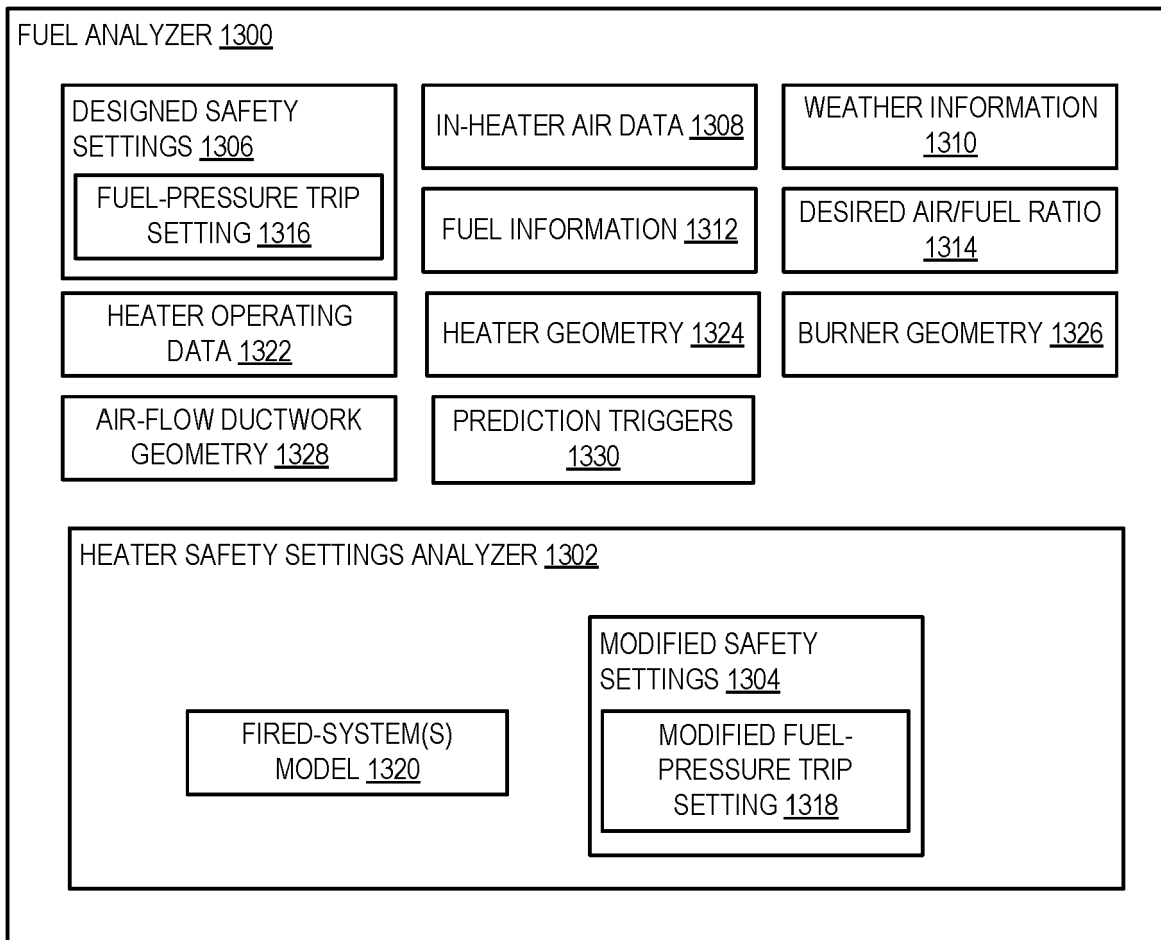 FUEL ANALYZER 1300
DESIGNED SAFETY
SETTINGS 1306
FUEL-PRESSURE TRIP
SETTING 1316
IN-HEATER AIR DATA 1308
WEATHER INFORMATION
1310
FUEL INFORMATION 1312
DESIRED AIR/FUEL RATIO
1314
HEATER OPERATING
DATA 1322
HEATER GEOMETRY 1324
BURNER GEOMETRY 1326
AIR-FLOW DUCTWORK
GEOMETRY 1328
PREDICTION TRIGGERS
1330
HEATER SAFETY SETTINGS ANALYZER 1302
FIRED-SYSTEM(S)
MODEL 1320
MODIFIED SAFETY
SETTINGS 1304
MODIFIED FUEL-
PRESSURE TRIP
SETTING 1318